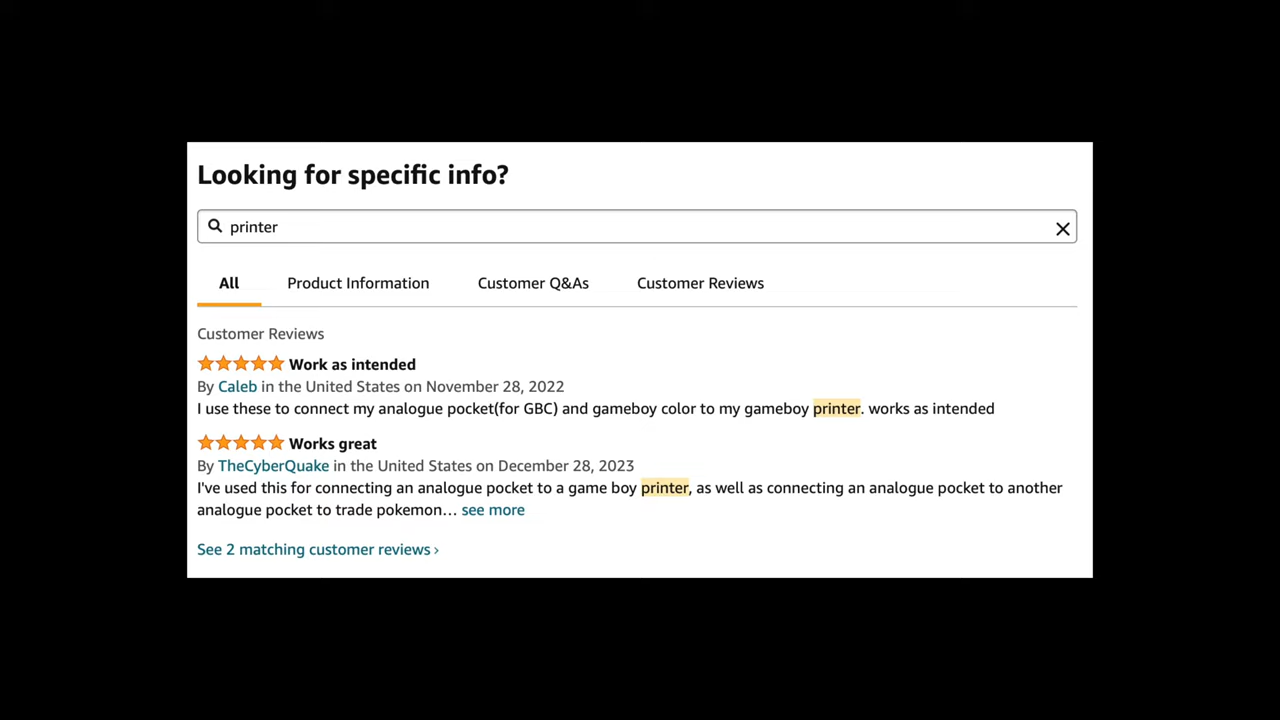 Looking for specific info?
printer
All Product Information Customer Q&As Customer Reviews
Customer Reviews
Work as intended
By Caleb in the United States on November 28, 2022
I use these to connect my analogue pocket(for GBC) and gameboy color to my gameboy printer. works as intended
Works great
By TheCyberQuake in the United States on December 28, 2023
I've used this for connecting an analogue pocket to a game boy printer, as well as connecting an analogue pocket to another
analogue pocket to trade pokemon… see more
See 2 matching customer reviews ›